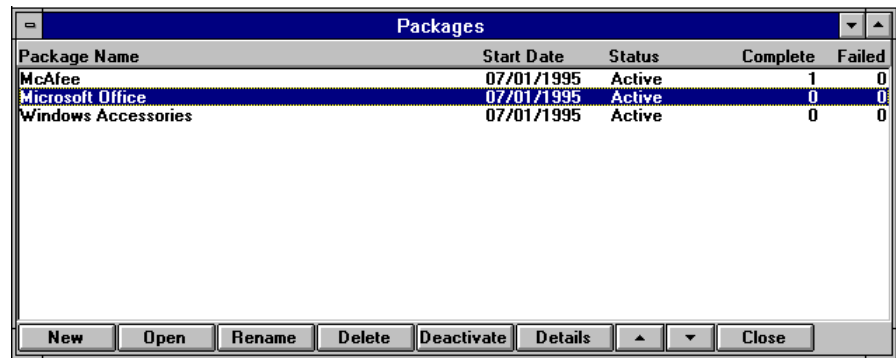 Packages
Package Name Start Date Status Complete Failed
McAfee 07/01/1995 Active 1 0
Microsoft Office 07/01/1995 Active 0 0
Windows Accessories 07/01/1995 Active 0 0
New Open Rename Delete Deactivate Details Close